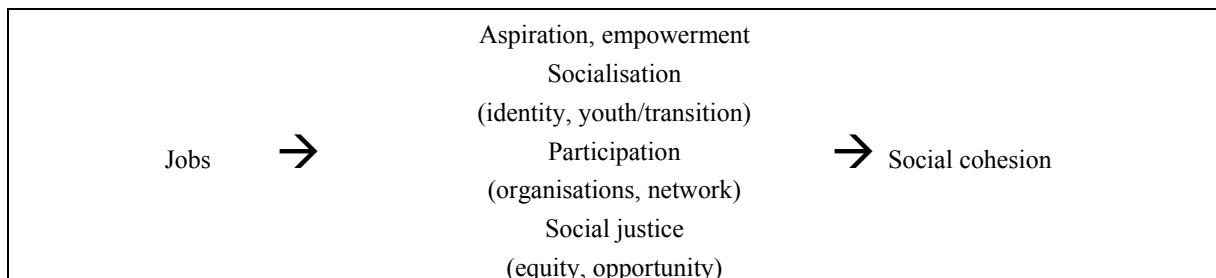 Aspiration, empowerment
Socialisation
(identity, youth/transition)
Jobs → Participation → Social cohesion
(organisations, network)
Social justice
(equity, opportunity)